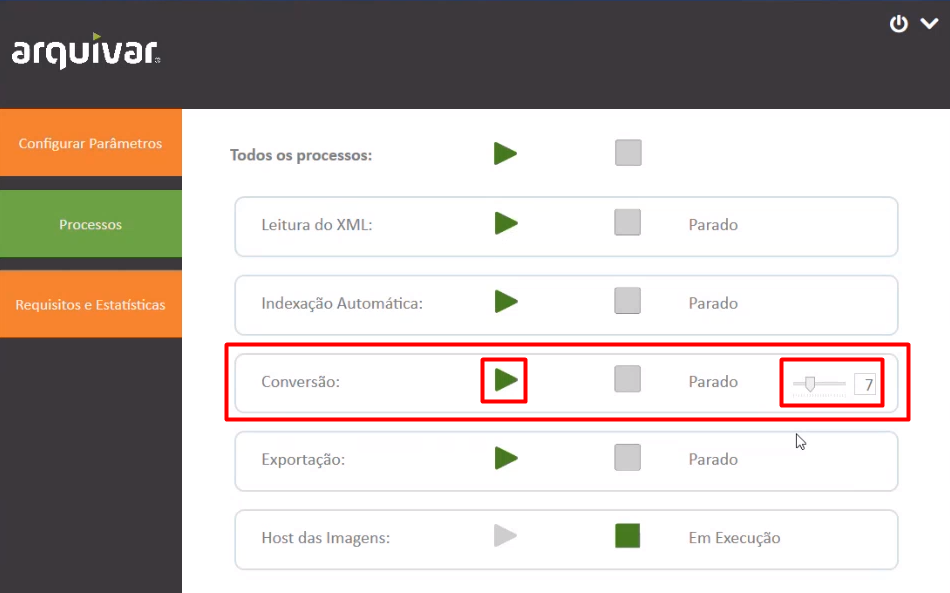 arquivar
Configurar Parâmetros
Processos
Requisitos e Estatísticas
Todos os processos:
Leitura do XML: Parado
Indexação Automática: Parado
Conversão: Parado 7
Exportação: Parado
Host das Imagens: Em Execução